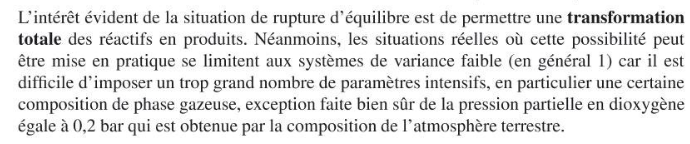 L'intérêt évident de la situation de rupture d'équilibre est de permettre une transformation
totale des réactifs en produits. Néanmoins, les situations réelles où cette possibilité peut
être mise en pratique se limitent aux systèmes de variance faible (en général 1) car il est
difficile d'imposer un trop grand nombre de paramètres intensifs, en particulier une certaine
composition de phase gazeuse, exception faite bien sûr de la pression partielle en dioxygène
égale à 0,2 bar qui est obtenue par la composition de l'atmosphère terrestre.